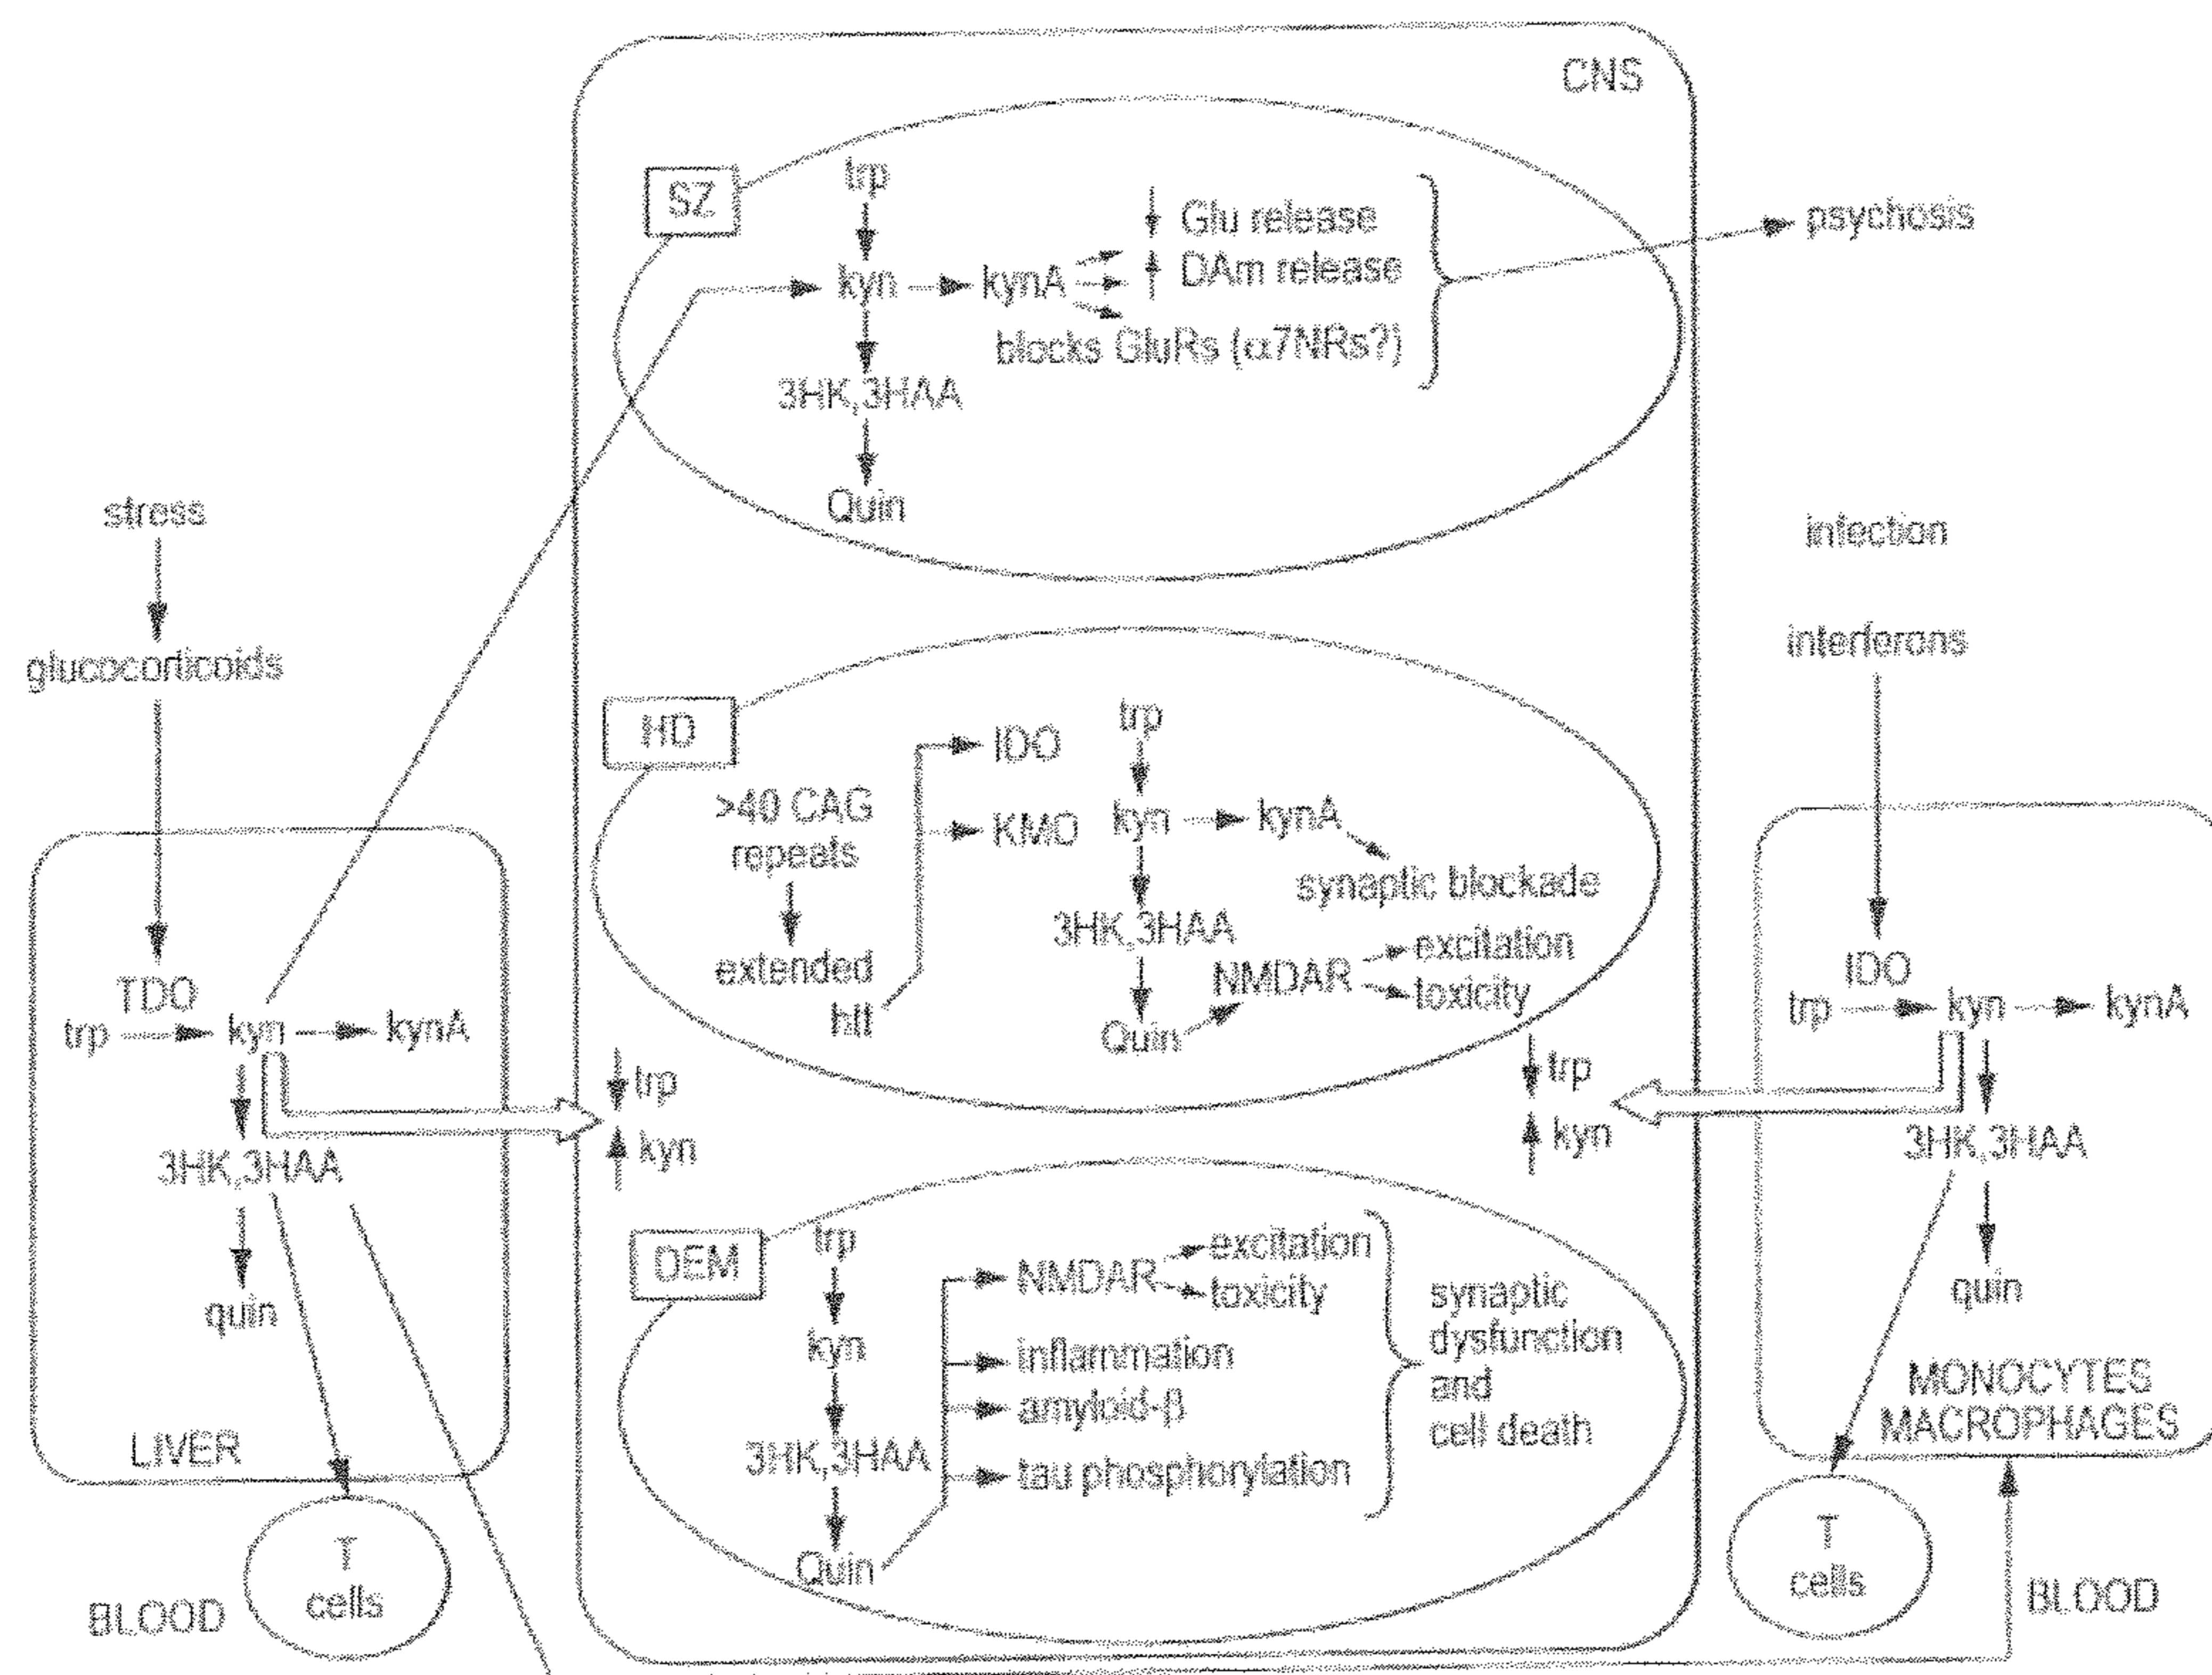 CNS
SZ
trp
kyn
kynA
Glu release
DAm release
blocks GluRs (α7NRs?)
3HK,3HAA
Quin
psychosis
stress
glucocorticoids
TDO
trp
kyn
kynA
3HK,3HAA
quin
LIVER
T
cells
BLOOD
HD
>40 CAG
repeats
extended
htt
IDO
KMO
trp
kyn
kynA
synaptic blockade
3HK,3HAA
Quin
NMDAR
excitation
toxicity
trp
kyn
trp
kyn
DEM
trp
kyn
3HK,3HAA
Quin
NMDAR
excitation
toxicity
inflammation
amyloid-β
tau phosphorylation
synaptic
dysfunction
and
cell death
infection
interferons
IDO
trp
kyn
kynA
3HK,3HAA
quin
MONOCYTES
MACROPHAGES
T
cells
BLOOD